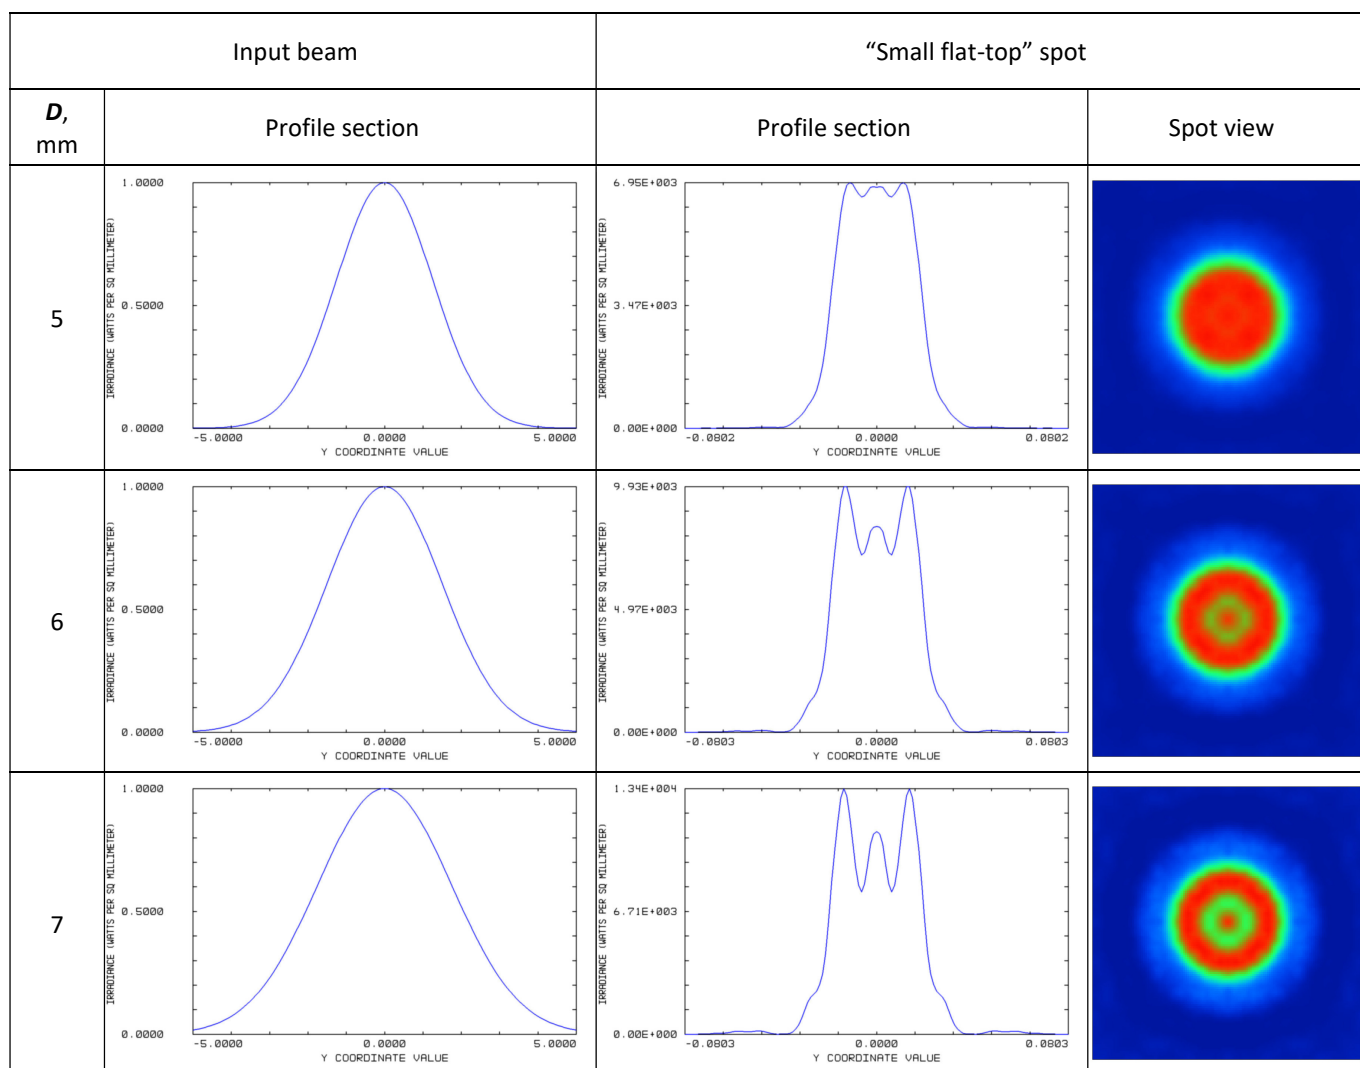 Input beam
“Small flat-top” spot
D,
mm
Profile section
Profile section
Spot view
5
IRRADIANCE (WATTS PER SQ MILLIMETER)
1.0000
0.5000
0.0000
-5.0000 0.0000 5.0000
Y COORDINATE VALUE
IRRADIANCE (WATTS PER SQ MILLIMETER)
6.95E+003
3.47E+003
0.00E+000
-0.0802 0.0000 0.0802
Y COORDINATE VALUE
6
IRRADIANCE (WATTS PER SQ MILLIMETER)
1.0000
0.5000
0.0000
-5.0000 0.0000 5.0000
Y COORDINATE VALUE
IRRADIANCE (WATTS PER SQ MILLIMETER)
9.93E+003
4.97E+003
0.00E+000
-0.0803 0.0000 0.0803
Y COORDINATE VALUE
7
IRRADIANCE (WATTS PER SQ MILLIMETER)
1.0000
0.5000
0.0000
-5.0000 0.0000 5.0000
Y COORDINATE VALUE
IRRADIANCE (WATTS PER SQ MILLIMETER)
1.34E+004
6.71E+003
0.00E+000
-0.0803 0.0000 0.0803
Y COORDINATE VALUE